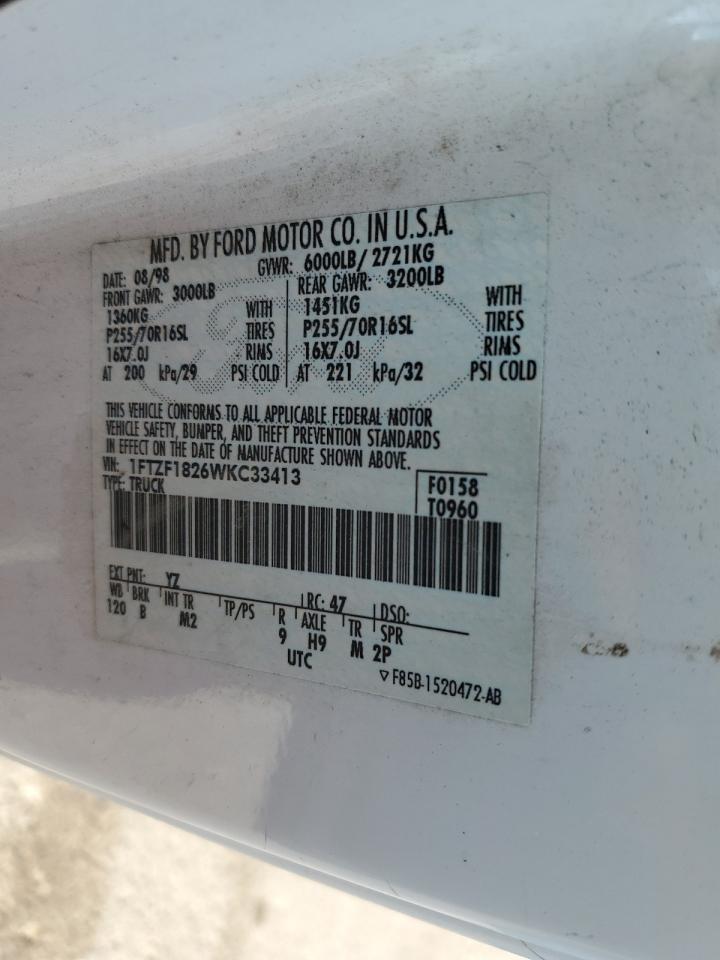 MFD. BY FORD MOTOR CO. IN U.S.A.
DATE: 08/98 GVWR: 6000LB/ 2721KG
FRONT GAWR: 3000LB REAR GAWR: 3200LB
1360KG WITH 1451KG WITH
P255/70R16SL TIRES P255/70R16SL TIRES
16X7.0J RIMS 16X7.0J RIMS
AT 200 kPa/29 PSI COLD AT 221 kPa/32 PSI COLD
THIS VEHICLE CONFORMS TO ALL APPLICABLE FEDERAL MOTOR
VEHICLE SAFETY, BUMPER, AND THEFT PREVENTION STANDARDS
IN EFFECT ON THE DATE OF MANUFACTURE SHOWN ABOVE.
VIN: 1FTZF1826WKC33413
TYPE: TRUCK F0158
T0960
EXT PNT: YZ RC: 47 DSO:
WB BRK INT TR TP/PS R AXLE TR SPR
120 B M2 9 H9 M 2P
UTC
▽ F85B-1520472-AB